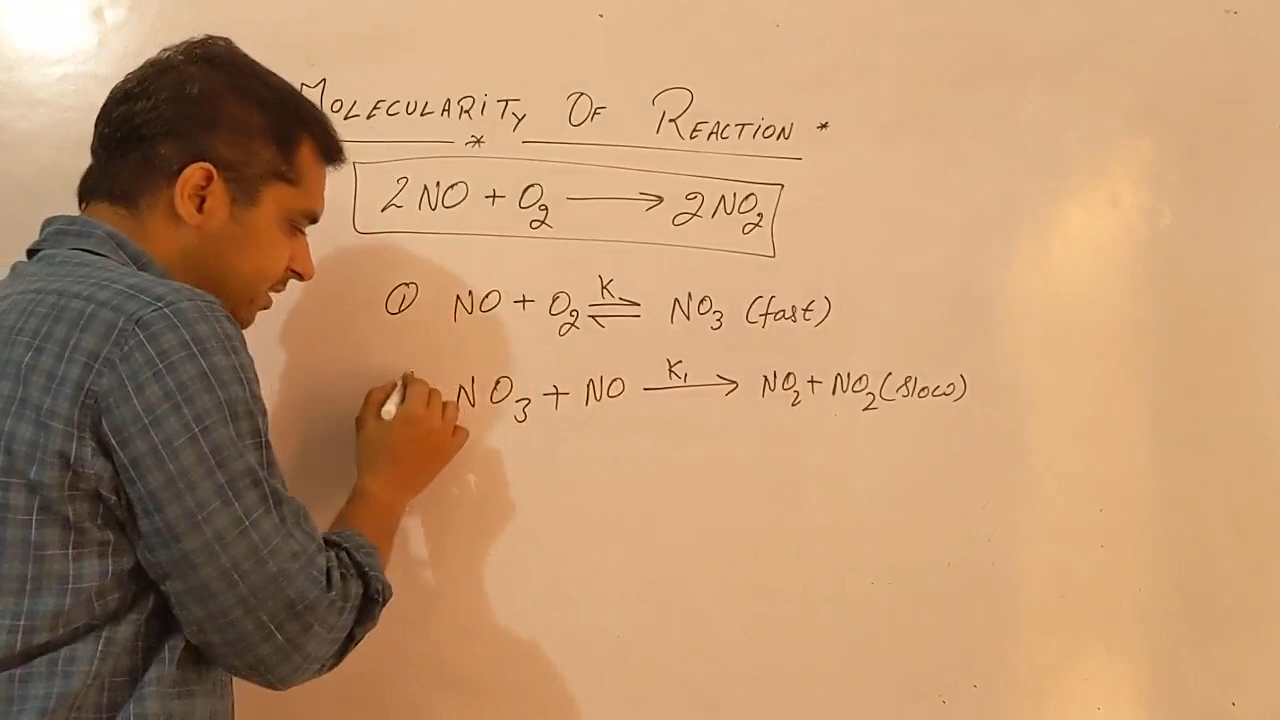 MOLECULARITY OF REACTION *
*
2NO + O₂ ⟶ 2NO₂
① NO + O₂ ⇌ K NO₃ (fast)
NO₃ + NO ⟶ K₁ NO₂ + NO₂ (slow)